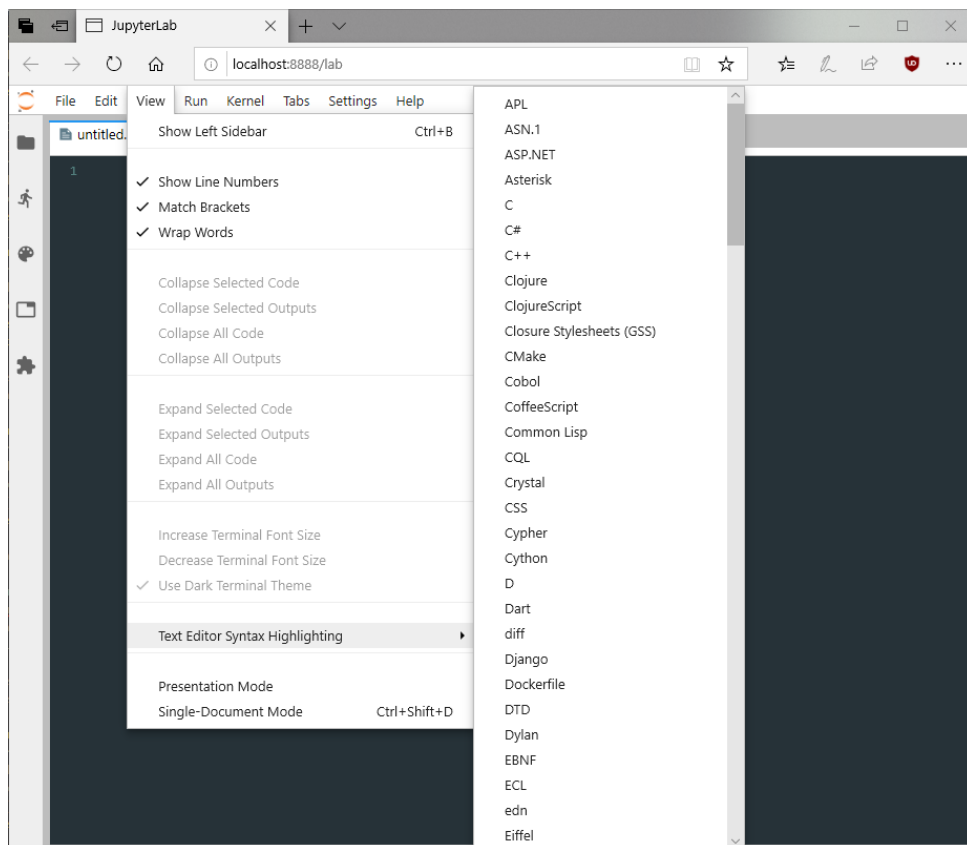 JupyterLab
localhost:8888/lab
File Edit View Run Kernel Tabs Settings Help
untitled.
1
Show Left Sidebar Ctrl+B
Show Line Numbers
Match Brackets
Wrap Words
Collapse Selected Code
Collapse Selected Outputs
Collapse All Code
Collapse All Outputs
Expand Selected Code
Expand Selected Outputs
Expand All Code
Expand All Outputs
Increase Terminal Font Size
Decrease Terminal Font Size
Use Dark Terminal Theme
Text Editor Syntax Highlighting
Presentation Mode
Single-Document Mode Ctrl+Shift+D
APL
ASN.1
ASP.NET
Asterisk
C
C#
C++
Clojure
ClojureScript
Closure Stylesheets (GSS)
CMake
Cobol
CoffeeScript
Common Lisp
CQL
Crystal
CSS
Cypher
Cython
D
Dart
diff
Django
Dockerfile
DTD
Dylan
EBNF
ECL
edn
Eiffel